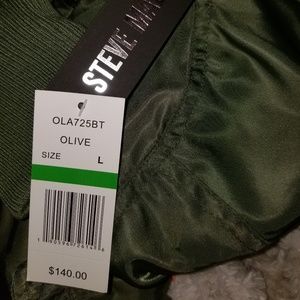 STEVE
OLA725BT
OLIVE
SIZE L
$140.00